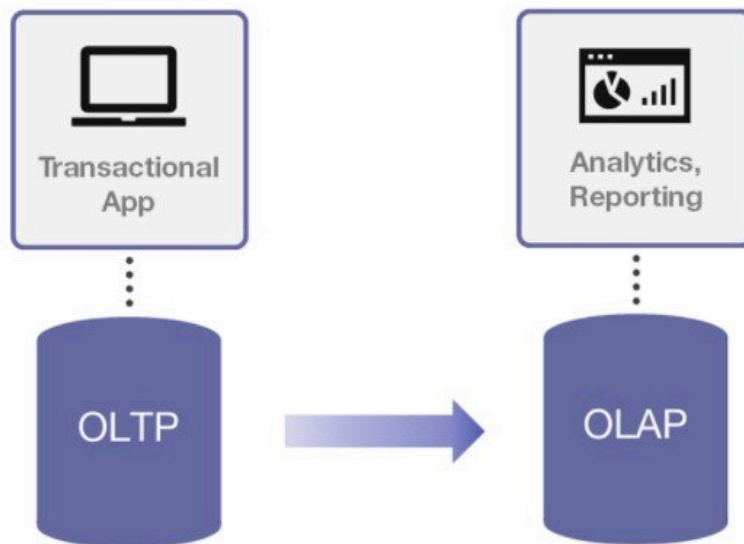 Transactional
App
Analytics,
Reporting
OLTP
OLAP